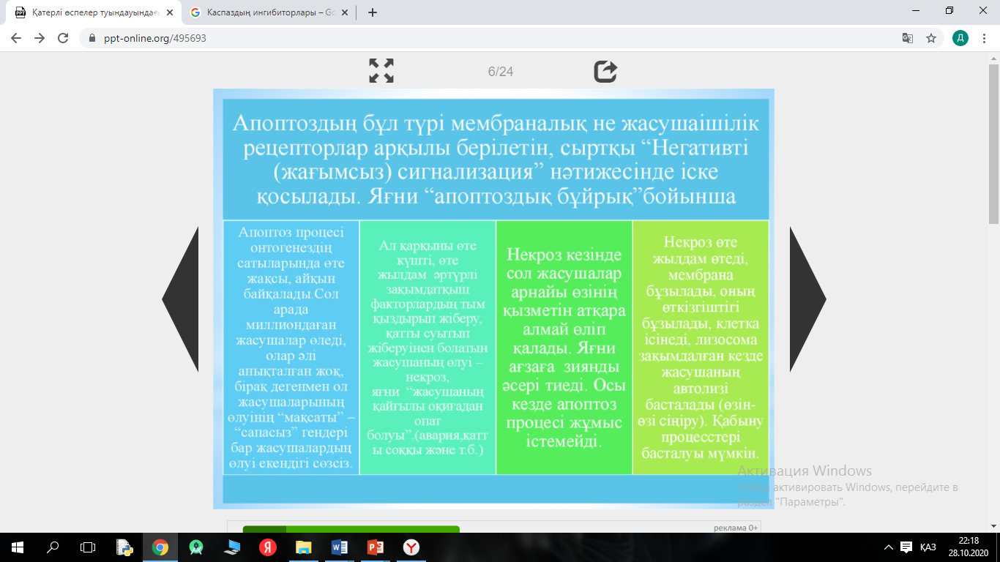 Қатерлі өспелер туындауындағы
Каспаздың ингибиторлары – Go
ppt-online.org/495693
Д
6/24
Апоптоздың бұл түрі мембраналық не жасушаішілік
рецепторлар арқылы берілетін, сыртқы “Негативті
(жағымсыз) сигнализация” нәтижесінде іске
қосылады. Яғни “апоптоздық бұйрық”бойынша
Апоптоз процесі
онтогенездің
сатыларында өте
жақсы, айқын
байқалады.Сол
арада
миллиондаған
жасушалар өледі,
олар әлі
анықталған жоқ,
бірақ дегенмен ол
жасушаларының
өлуінің “мақсаты” –
“сапасыз” гендері
бар жасушалардың
өлуі екендігі сөзсіз.
Ал қарқыны өте
күшті, өте
жылдам әртүрлі
зақымдатқыш
факторлардың тым
қыздырып жіберу,
қатты суытып
жіберуінен болатын
жасушаның өлуі –
некроз,
яғни “жасушаның
қайғылы оқиғадан
опат
болуы”.(авария,қатт
ы соққы және т.б.)
Некроз кезінде
сол жасушалар
арнайы өзінің
қызметін атқара
алмай өліп
қалады. Яғни
ағзаға зиянды
әсері тиеді. Осы
кезде апоптоз
процесі жұмыс
істемейді.
Некроз өте
жылдам өтеді,
мембрана
бұзылады, оның
өткізгіштігі
бұзылады, клетка
ісінеді, лизосома
зақымдалған кезде
жасушаның
автолизі
басталады (өзін-
өзі сіңіру). Қабыну
процесстері
басталуы мүмкін.
Активация Windows
Чтобы активировать Windows, перейдите в
раздел "Параметры".
реклама 0+
ҚАЗ
22:18
28.10.2020